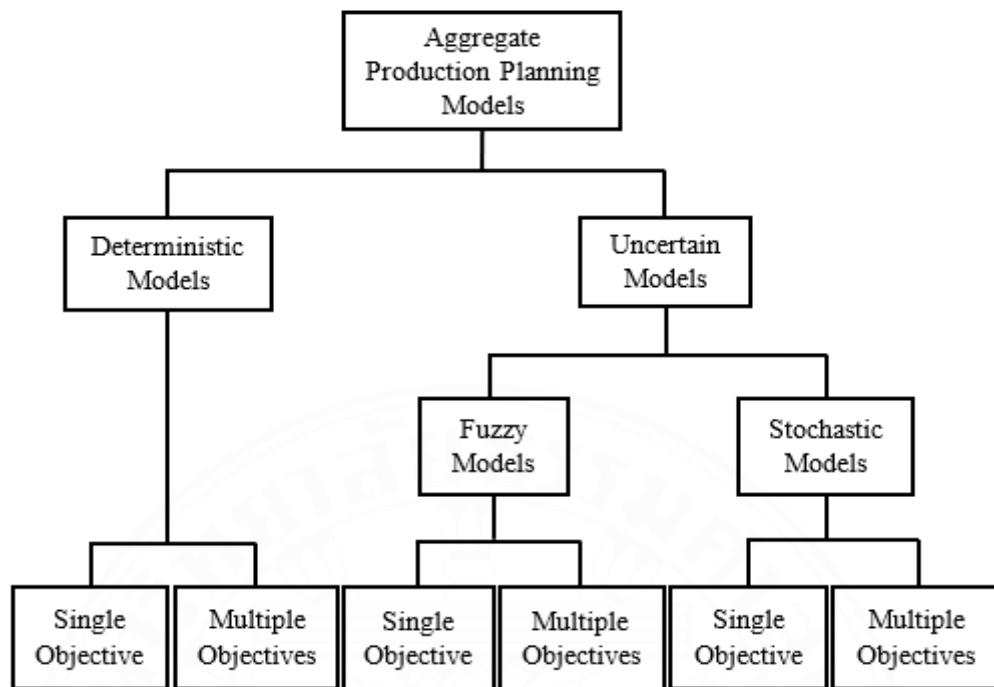 Aggregate
Production Planning
Models
Deterministic
Models
Uncertain
Models
Fuzzy
Models
Stochastic
Models
Single
Objective
Multiple
Objectives
Single
Objective
Multiple
Objectives
Single
Objective
Multiple
Objectives